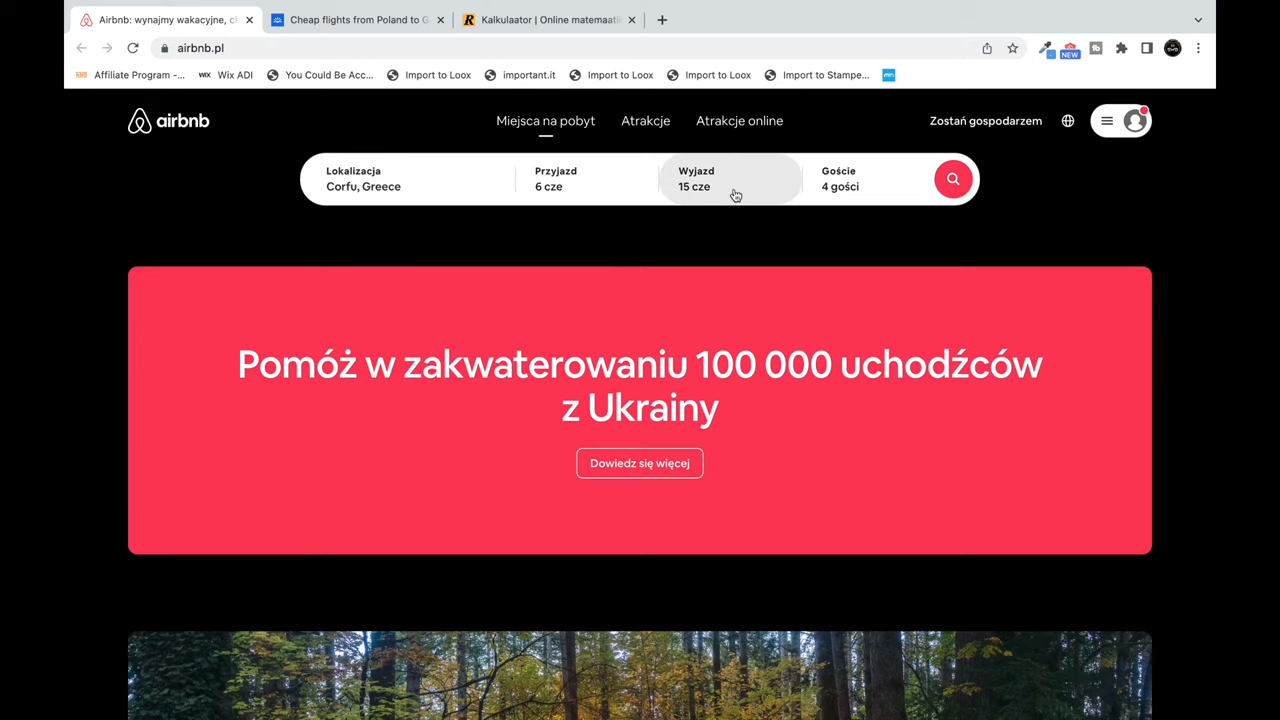 Airbnb: wynajmy wakacyjne, ch
Cheap flights from Poland to G
Kalkulaator | Online matemaati
airbnb.pl
NEW
Affiliate Program -...
WIX
Wix ADI
You Could Be Acc...
Import to Loox
important.it
Import to Loox
Import to Loox
Import to Stampe...
airbnb
Miejsca na pobyt
Atrakcje
Atrakcje online
Zostań gospodarzem
Lokalizacja
Corfu, Greece
Przyjazd
6 cze
Wyjazd
15 cze
Goście
4 gości
Pomóż w zakwaterowaniu 100 000 uchodźców
z Ukrainy
Dowiedz się więcej